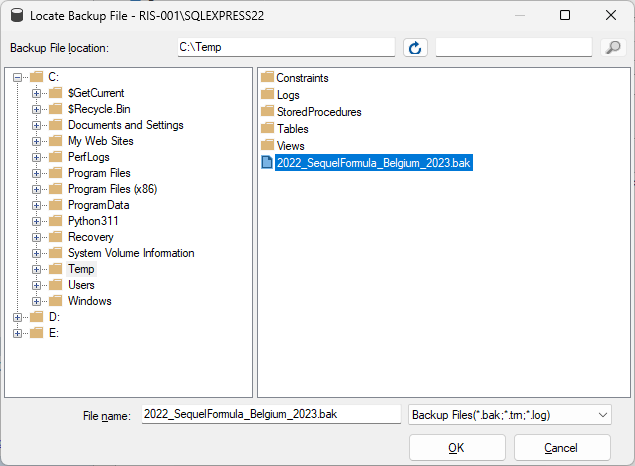 Locate Backup File - RIS-001\SQLEXPRESS22
Backup File location:
C:\Temp
C:
$GetCurrent
$Recycle.Bin
Documents and Settings
My Web Sites
PerfLogs
Program Files
Program Files (x86)
ProgramData
Python311
Recovery
System Volume Information
Temp
Users
Windows
D:
E:
Constraints
Logs
StoredProcedures
Tables
Views
2022_SequelFormula_Belgium_2023.bak
File name:
2022_SequelFormula_Belgium_2023.bak
Backup Files(*.bak;*.trn;*.log)
OK
Cancel